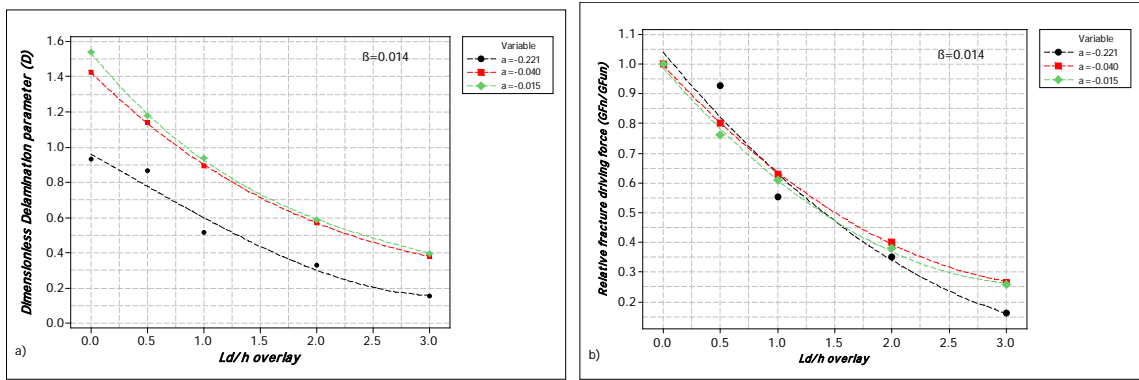 Dimensionless Delamination parameter (D)
1.6
1.4
1.2
1.0
0.8
0.6
0.4
0.2
0.0
ß=0.014
0.0 0.5 1.0 1.5 2.0 2.5 3.0
Ld/h overlay
a)
Variable
a=-0.221
a=-0.040
a=-0.015
Relative fracture driving force (GFn/GFun)
1.1
1.0
0.9
0.8
0.7
0.6
0.5
0.4
0.3
0.2
ß=0.014
0.0 0.5 1.0 1.5 2.0 2.5 3.0
Ld/h overlay
b)
Variable
a=-0.221
a=-0.040
a=-0.015